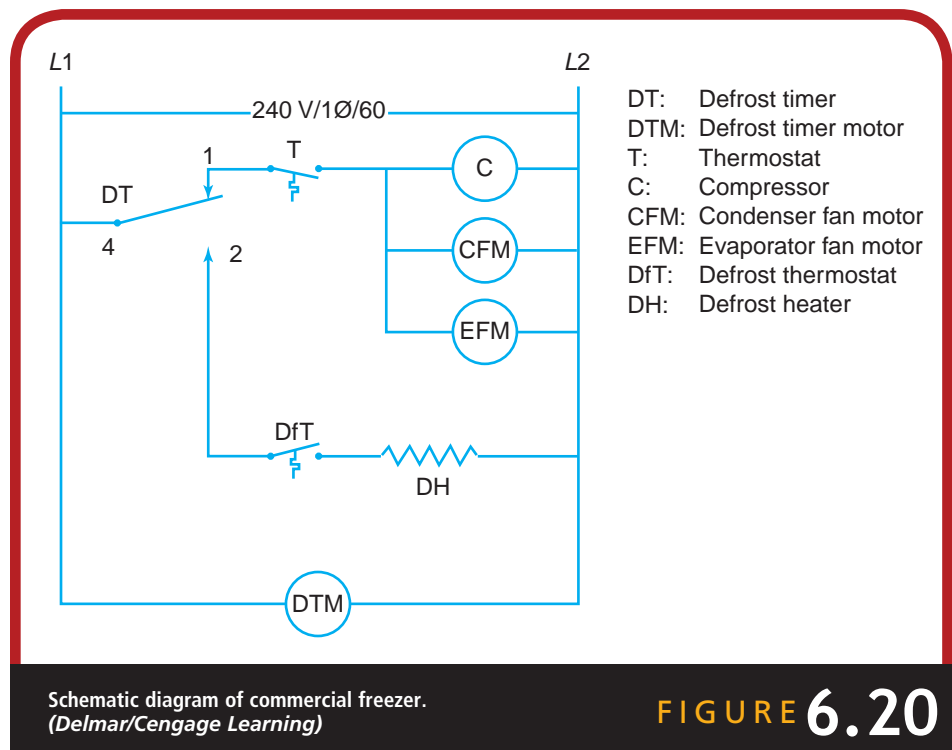 L1
L2
240 V/1Ø/60
1
T
C
DT
4
2
CFM
EFM
DfT
DH
DTM
DT: Defrost timer
DTM: Defrost timer motor
T: Thermostat
C: Compressor
CFM: Condenser fan motor
EFM: Evaporator fan motor
DfT: Defrost thermostat
DH: Defrost heater
Schematic diagram of commercial freezer.
(Delmar/Cengage Learning)
FIGURE 6.20